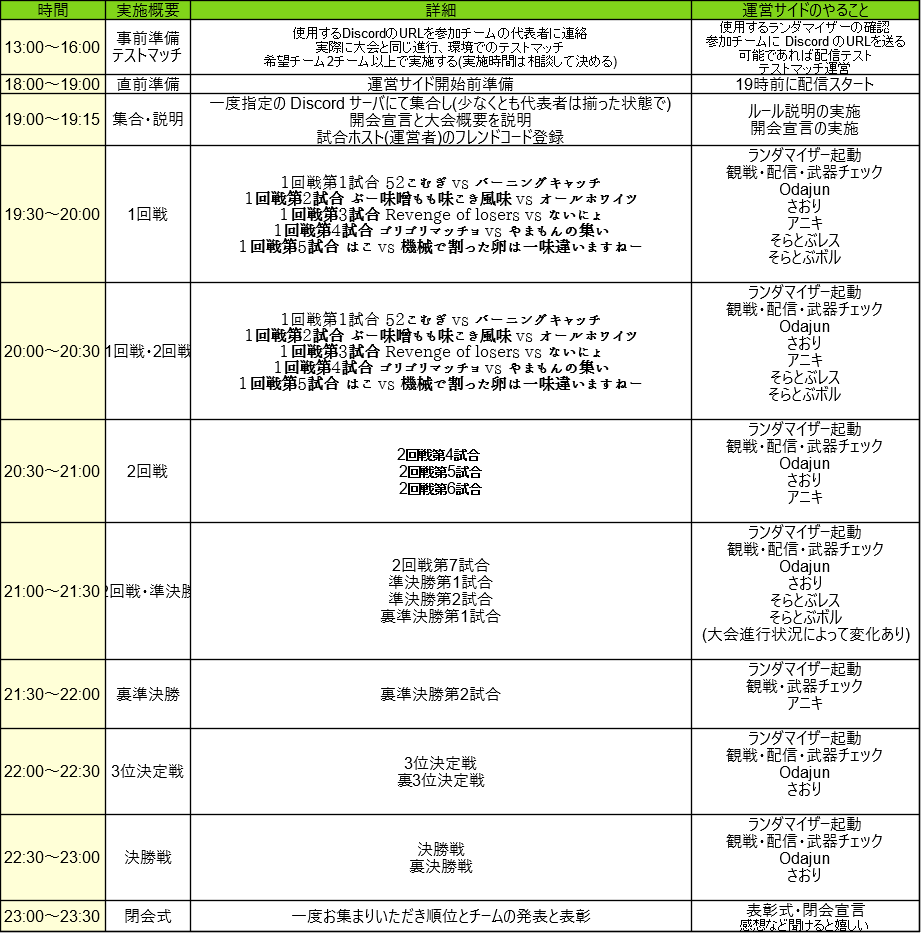 時間 実施概要 詳細 運営サイドのやること
13:00～16:00
事前準備
テストマッチ
使用するDiscordのURLを参加チームの代表者に連絡
実際に大会と同じ進行、環境でのテストマッチ
希望チーム2チーム以上で実施する(実施時間は相談して決める)
使用するランダマイザーの確認
参加チームに Discord のURLを送る
可能であれば配信テスト
テストマッチ運営
18:00～19:00 直前準備 運営サイド開始前準備 19時前に配信スタート
19:00～19:15 集合・説明
一度指定の Discord サーバにて集合し(少なくとも代表者は揃った状態で)
開会宣言と大会概要を説明
試合ホスト(運営者)のフレンドコード登録
ルール説明の実施
開会宣言の実施
19:30～20:00 1回戦
1回戦第1試合 52こむぎ vs バーニングキャッチ
1回戦第2試合 ぶー味噌もも味こき風味 vs オールホワイツ
1回戦第3試合 Revenge of losers vs ないにょ
1回戦第4試合 ゴリゴリマッチョ vs やまもんの集い
1回戦第5試合 はこ vs 機械で割った卵は一味違いますねー
ランダマイザー起動
観戦・配信・武器チェック
Odajun
さおり
アニキ
そらとぶレス
そらとぶボル
20:00～20:30 1回戦・2回戦
1回戦第1試合 52こむぎ vs バーニングキャッチ
1回戦第2試合 ぶー味噌もも味こき風味 vs オールホワイツ
1回戦第3試合 Revenge of losers vs ないにょ
1回戦第4試合 ゴリゴリマッチョ vs やまもんの集い
1回戦第5試合 はこ vs 機械で割った卵は一味違いますねー
ランダマイザー起動
観戦・配信・武器チェック
Odajun
さおり
アニキ
そらとぶレス
そらとぶボル
20:30～21:00 2回戦
2回戦第4試合
2回戦第5試合
2回戦第6試合
ランダマイザー起動
観戦・配信・武器チェック
Odajun
さおり
アニキ
21:00～21:30 2回戦・準決勝
2回戦第7試合
準決勝第1試合
準決勝第2試合
裏準決勝第1試合
ランダマイザー起動
観戦・配信・武器チェック
Odajun
さおり
そらとぶレス
そらとぶボル
(大会進行状況によって変化あり)
21:30～22:00 裏準決勝 裏準決勝第2試合
ランダマイザー起動
観戦・武器チェック
アニキ
22:00～22:30 3位決定戦
3位決定戦
裏3位決定戦
ランダマイザー起動
観戦・配信・武器チェック
Odajun
さおり
22:30～23:00 決勝戦
決勝戦
裏決勝戦
ランダマイザー起動
観戦・配信・武器チェック
Odajun
さおり
23:00～23:30 閉会式 一度お集まりいただき順位とチームの発表と表彰
表彰式・閉会宣言
感想など聞けると嬉しい